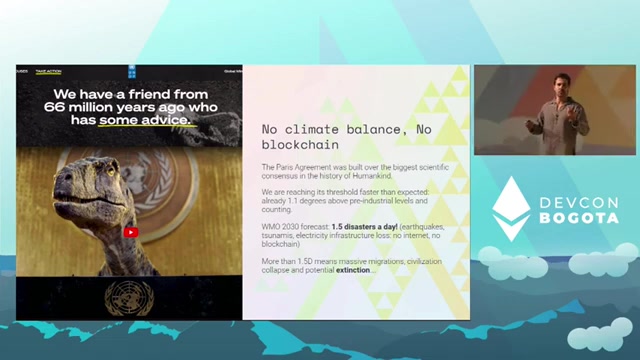 TAKE ACTION
We have a friend from
66 million years ago who
has some advice.
No climate balance, No
blockchain
The Paris Agreement was built over the biggest scientific
consensus in the history of Humankind.
We are reaching its threshold faster than expected:
already 1.1 degrees above pre-industrial levels and
counting.
WMO 2030 forecast: 1.5 disasters a day! (earthquakes,
tsunamis, electricity infrastructure loss: no internet, no
blockchain)
More than 1.5D means massive migrations, civilization
collapse and potential extinction...
DEVCON
BOGOTA